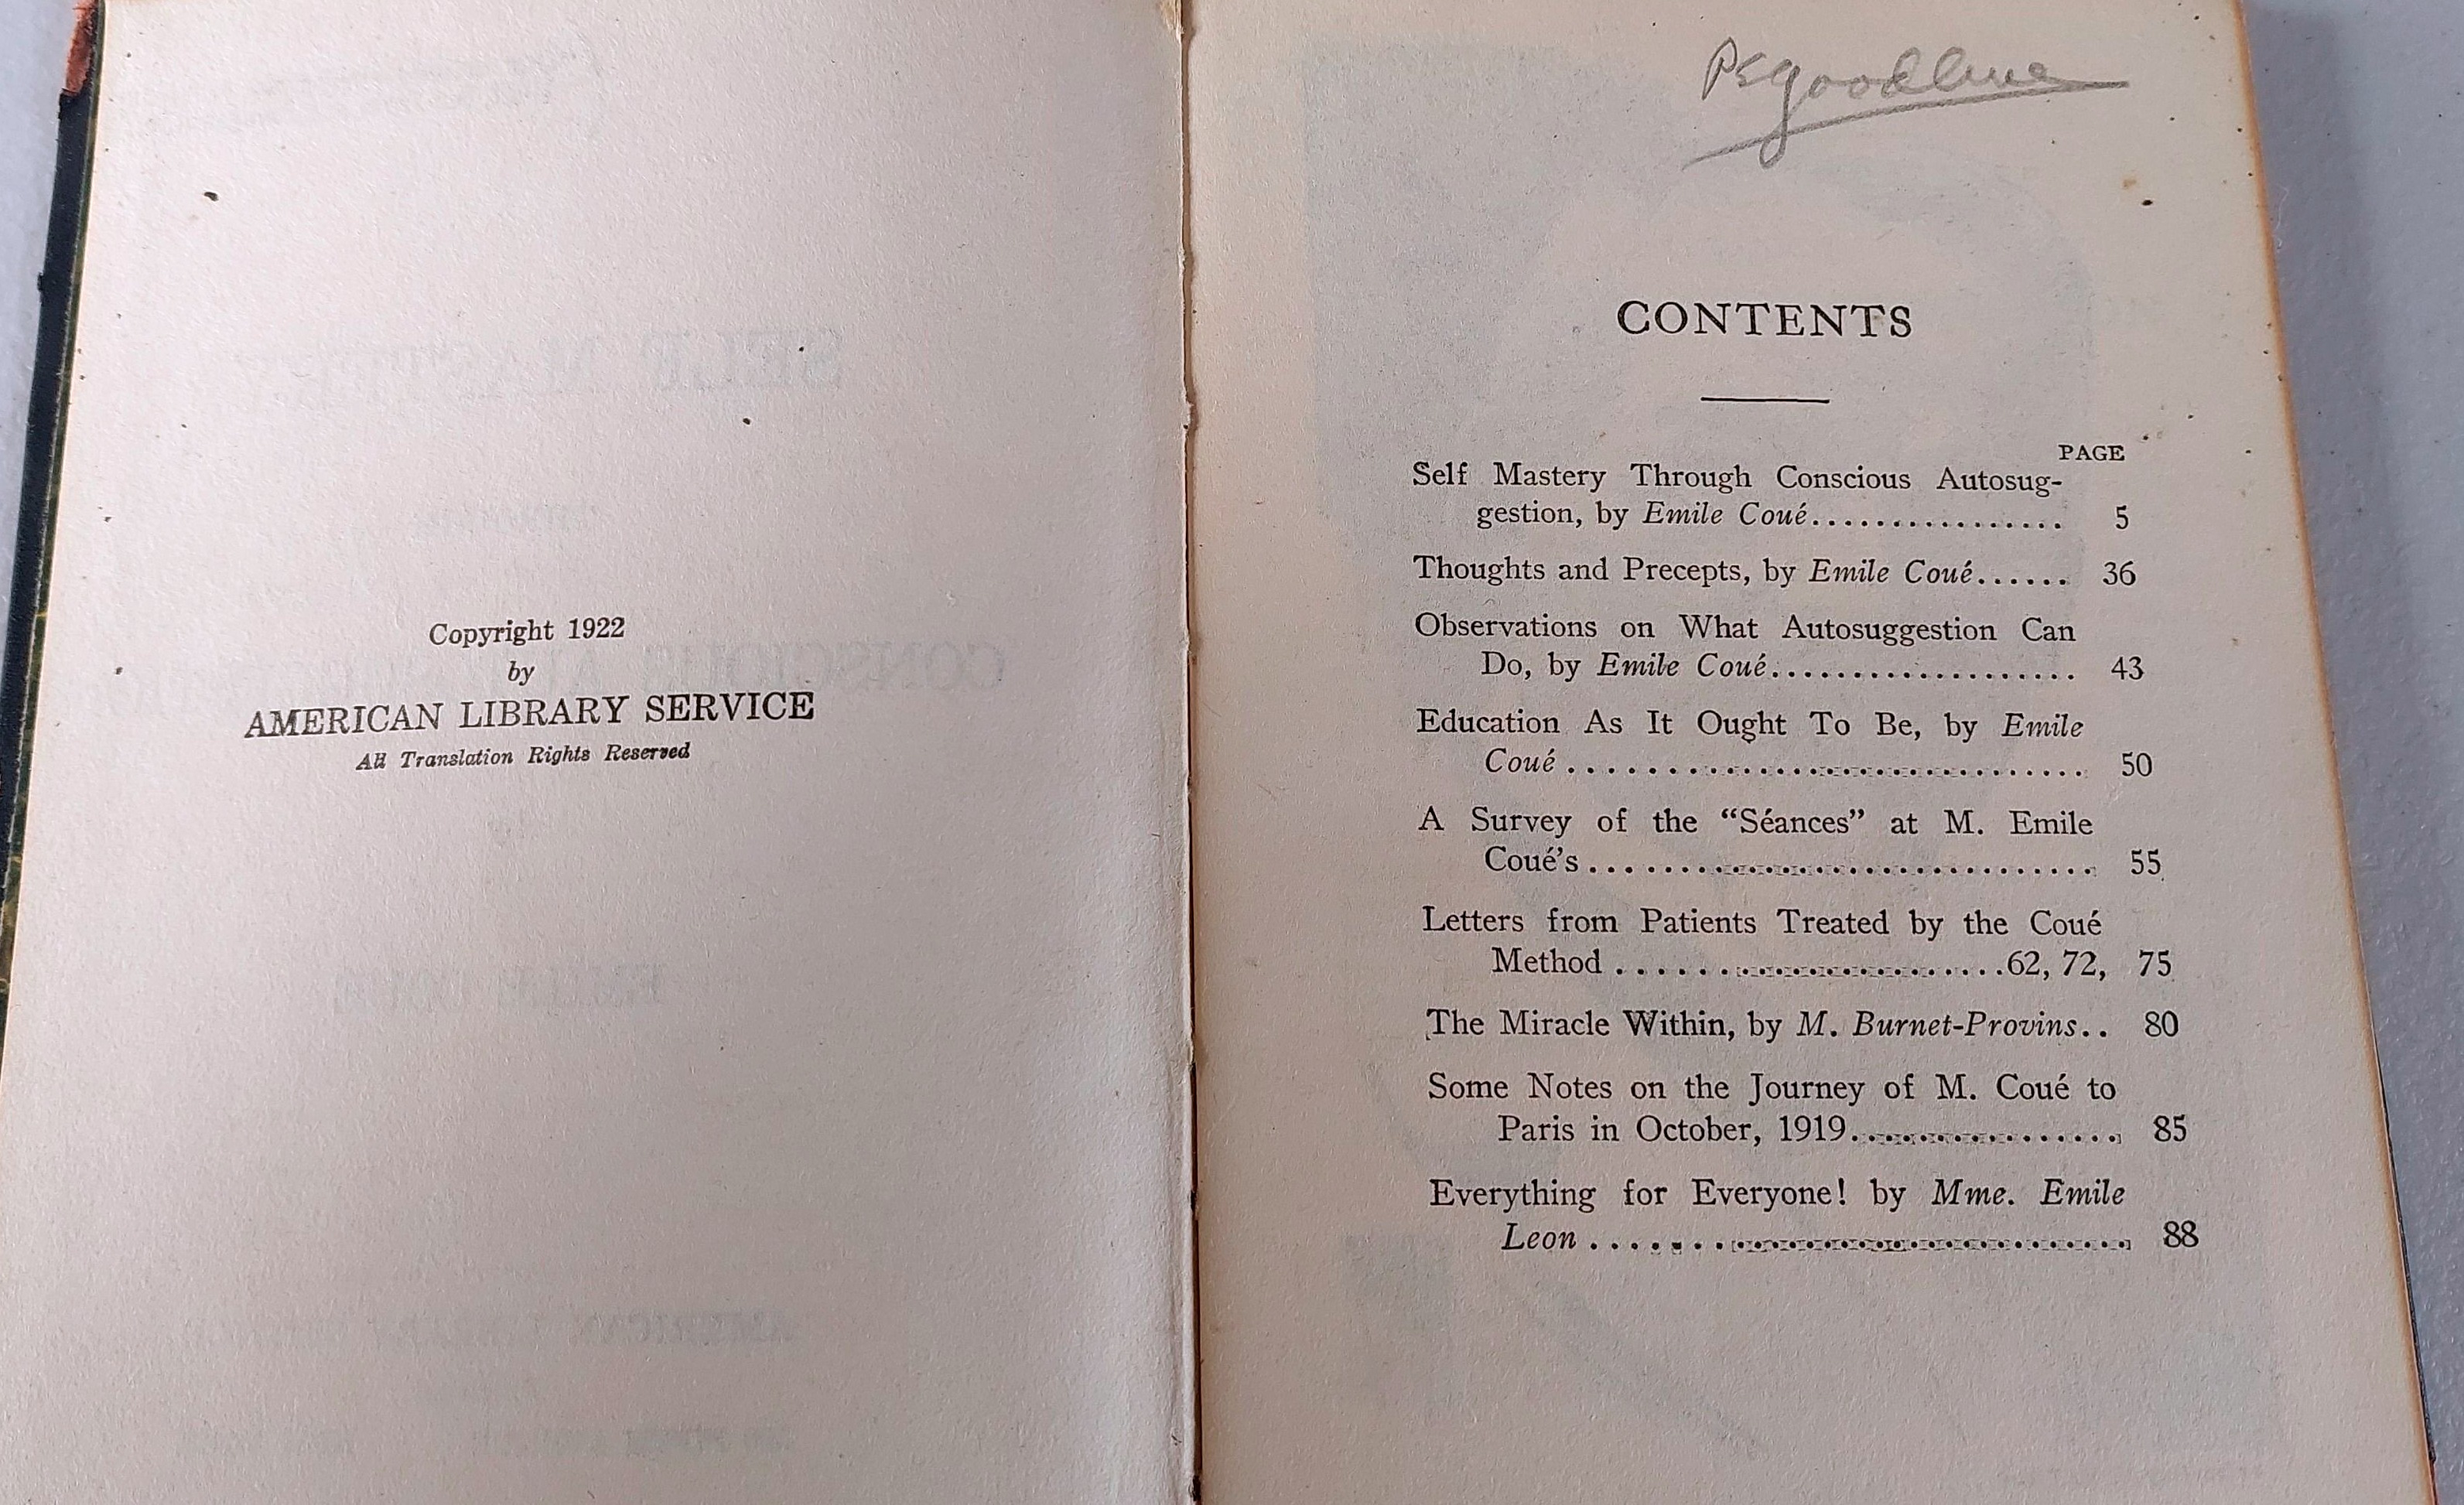 Copyright 1922
by
AMERICAN LIBRARY SERVICE
All Translation Rights Reserved
CONTENTS
PAGE
Self Mastery Through Conscious Autosug-
gestion, by Emile Coué................ 5
Thoughts and Precepts, by Emile Coué...... 36
Observations on What Autosuggestion Can
Do, by Emile Coué................... 43
Education As It Ought To Be, by Emile
Coué ................................ 50
A Survey of the “Séances” at M. Emile
Coué’s ............................... 55
Letters from Patients Treated by the Coué
Method ........................62, 72, 75
The Miracle Within, by M. Burnet-Provins.. 80
Some Notes on the Journey of M. Coué to
Paris in October, 1919................. 85
Everything for Everyone! by Mme. Emile
Leon ................................ 88